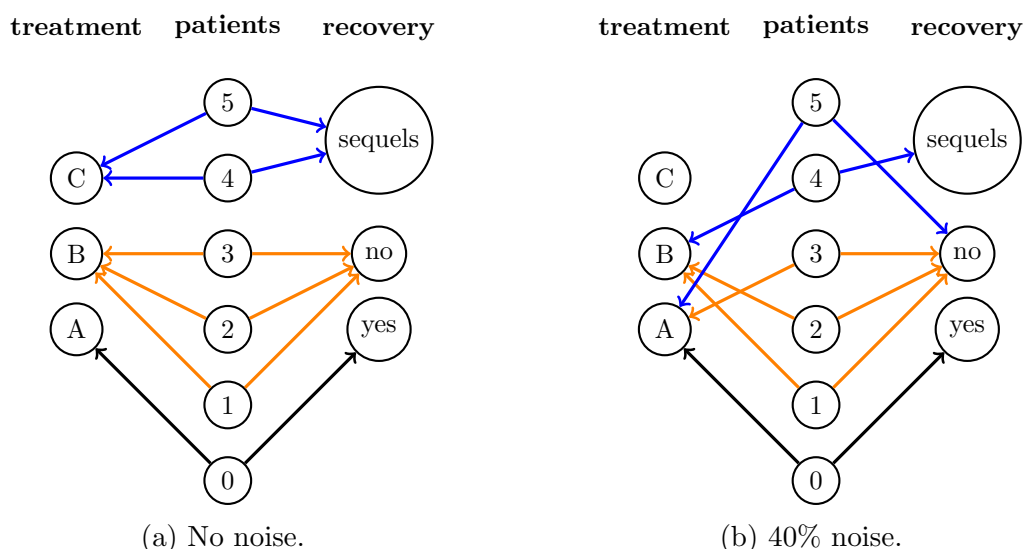 treatment patients recovery
5
sequels
C 4
B 3 no
A 2 yes
1
0
(a) No noise.
treatment patients recovery
5
sequels
C 4
B 3 no
A 2 yes
1
0
(b) 40% noise.